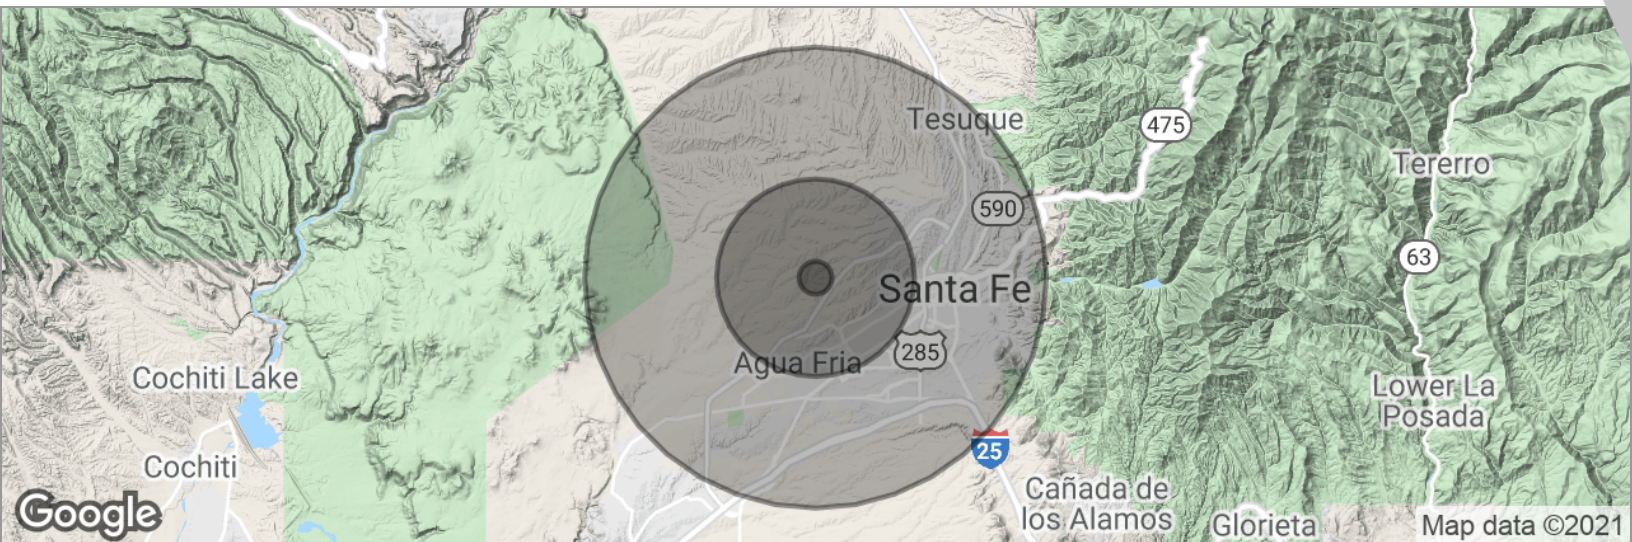 Tesuque
475
Tererro
590
63
Santa Fe
285
Agua Fria
Cochiti Lake
Lower La
Posada
25
Cochiti
Cañada de
los Alamos
Glorieta
Google
Map data ©2021